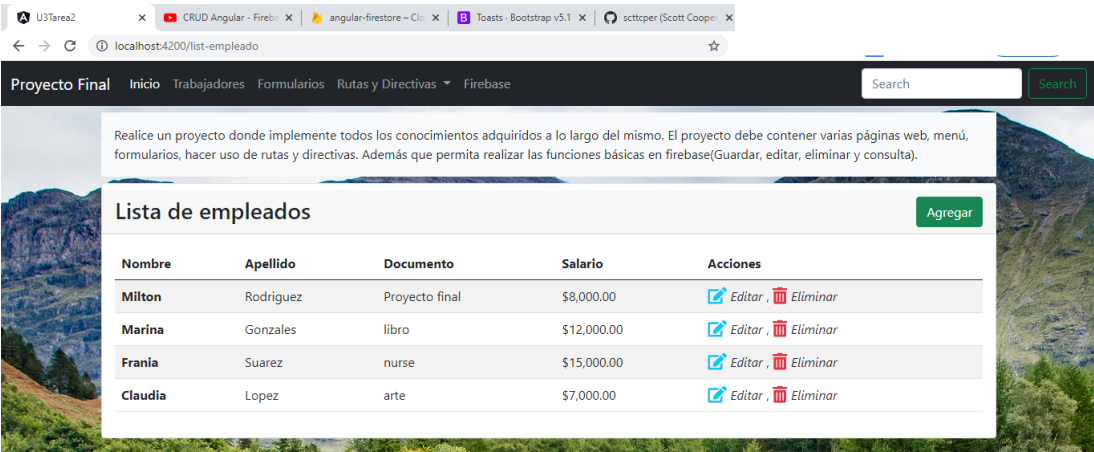 U3Tarea2
CRUD Angular - Fireb
angular-firestore – Clo
Toasts · Bootstrap v5.1
scttcper (Scott Cooper
localhost:4200/list-empleado
Proyecto Final Inicio Trabajadores Formularios Rutas y Directivas Firebase Search Search
Realice un proyecto donde implemente todos los conocimientos adquiridos a lo largo del mismo. El proyecto debe contener varias páginas web, menú,
formularios, hacer uso de rutas y directivas. Además que permita realizar las funciones básicas en firebase(Guardar, editar, eliminar y consulta).
Lista de empleados Agregar
Nombre Apellido Documento Salario Acciones
Milton Rodriguez Proyecto final $8,000.00 Editar , Eliminar
Marina Gonzales libro $12,000.00 Editar , Eliminar
Frania Suarez nurse $15,000.00 Editar , Eliminar
Claudia Lopez arte $7,000.00 Editar , Eliminar